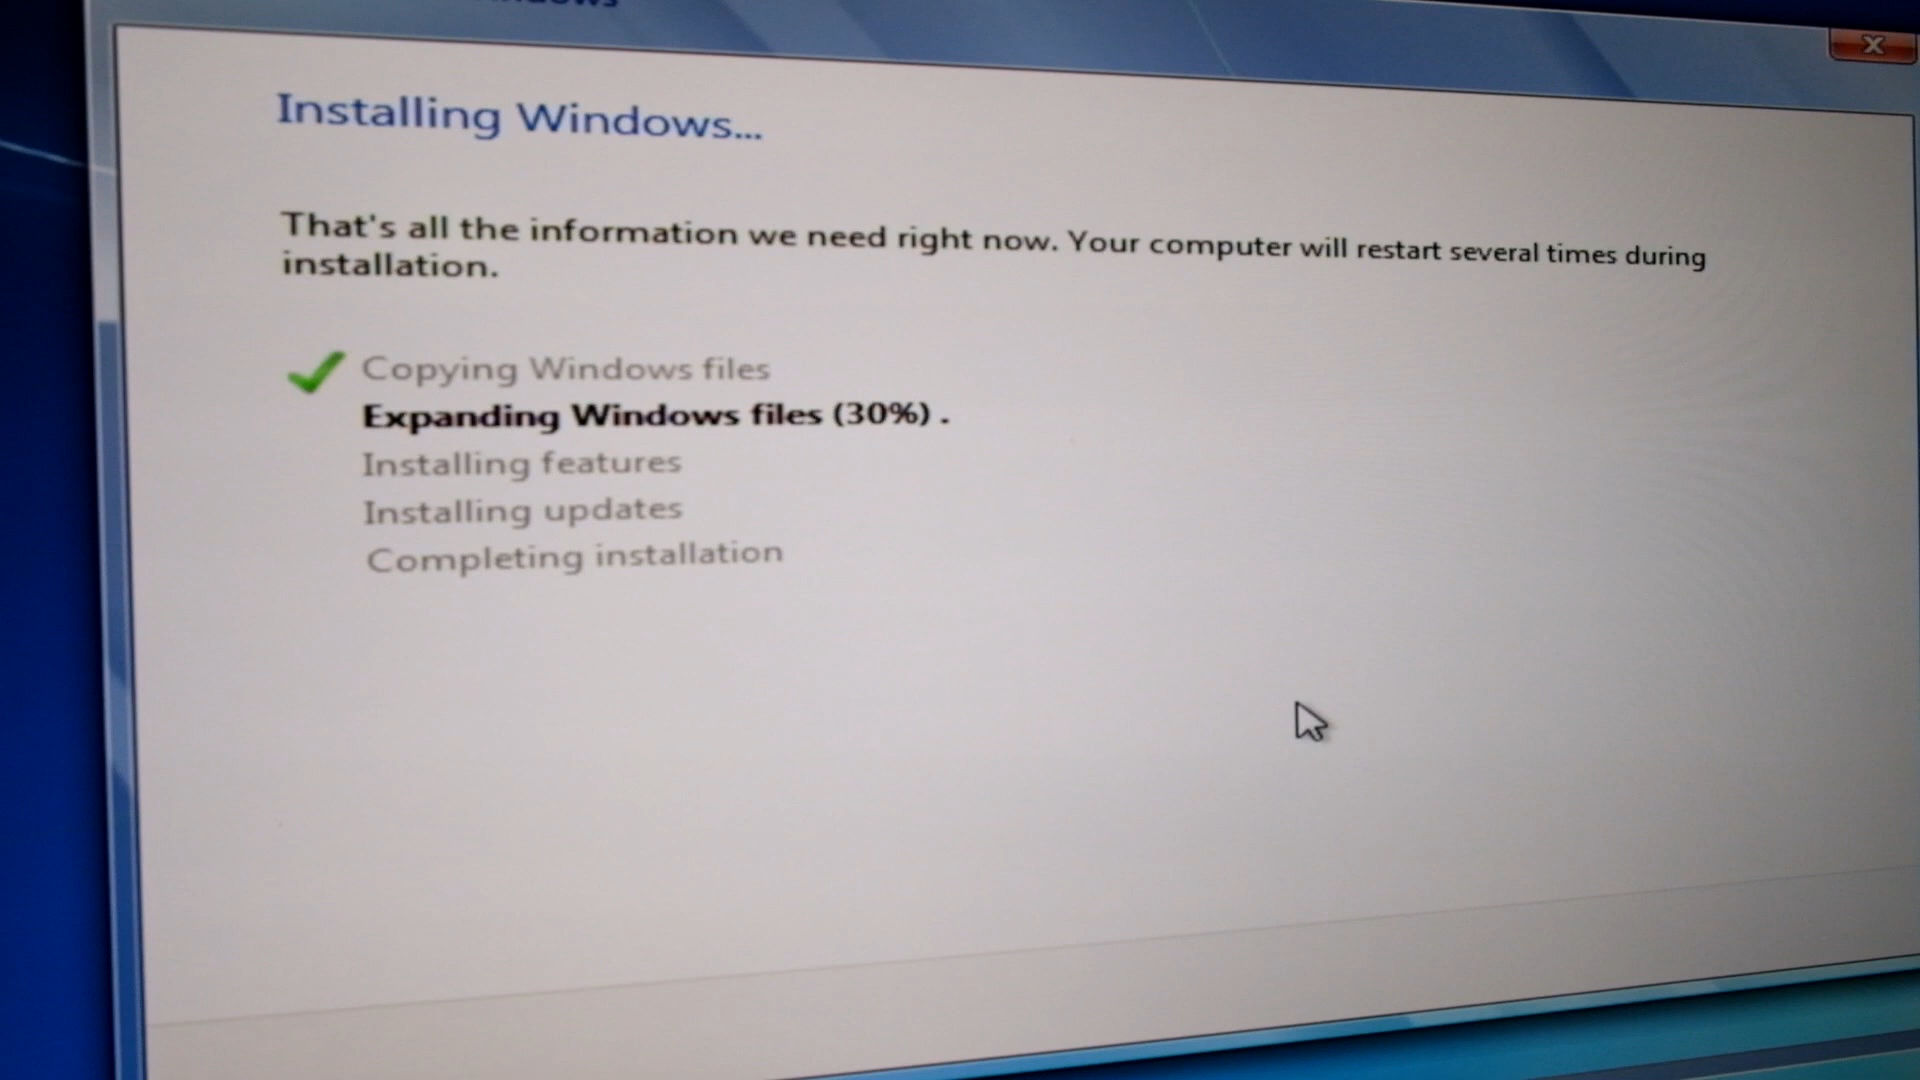 Installing Windows...
That's all the information we need right now. Your computer will restart several times during
installation.
Copying Windows files
Expanding Windows files (30%) .
Installing features
Installing updates
Completing installation